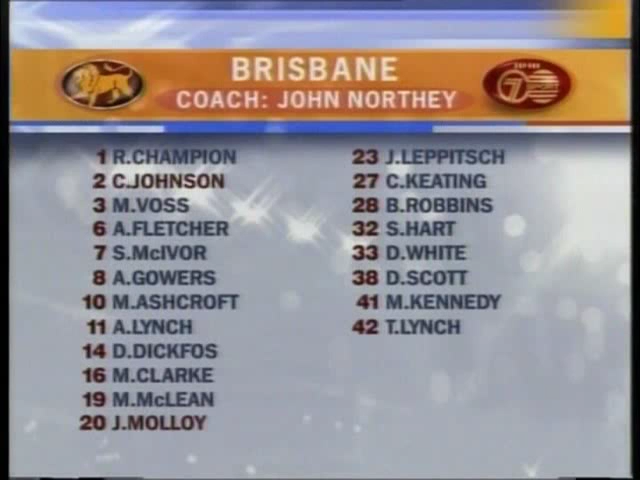 BRISBANE
COACH: JOHN NORTHEY
1 R.CHAMPION
2 C.JOHNSON
3 M.VOSS
6 A.FLETCHER
7 S.McIVOR
8 A.GOWERS
10 M.ASHCROFT
11 A.LYNCH
14 D.DICKFOS
16 M.CLARKE
19 M.McLEAN
20 J.MOLLOY
23 J.LEPPITSCH
27 C.KEATING
28 B.ROBBINS
32 S.HART
33 D.WHITE
38 D.SCOTT
41 M.KENNEDY
42 T.LYNCH